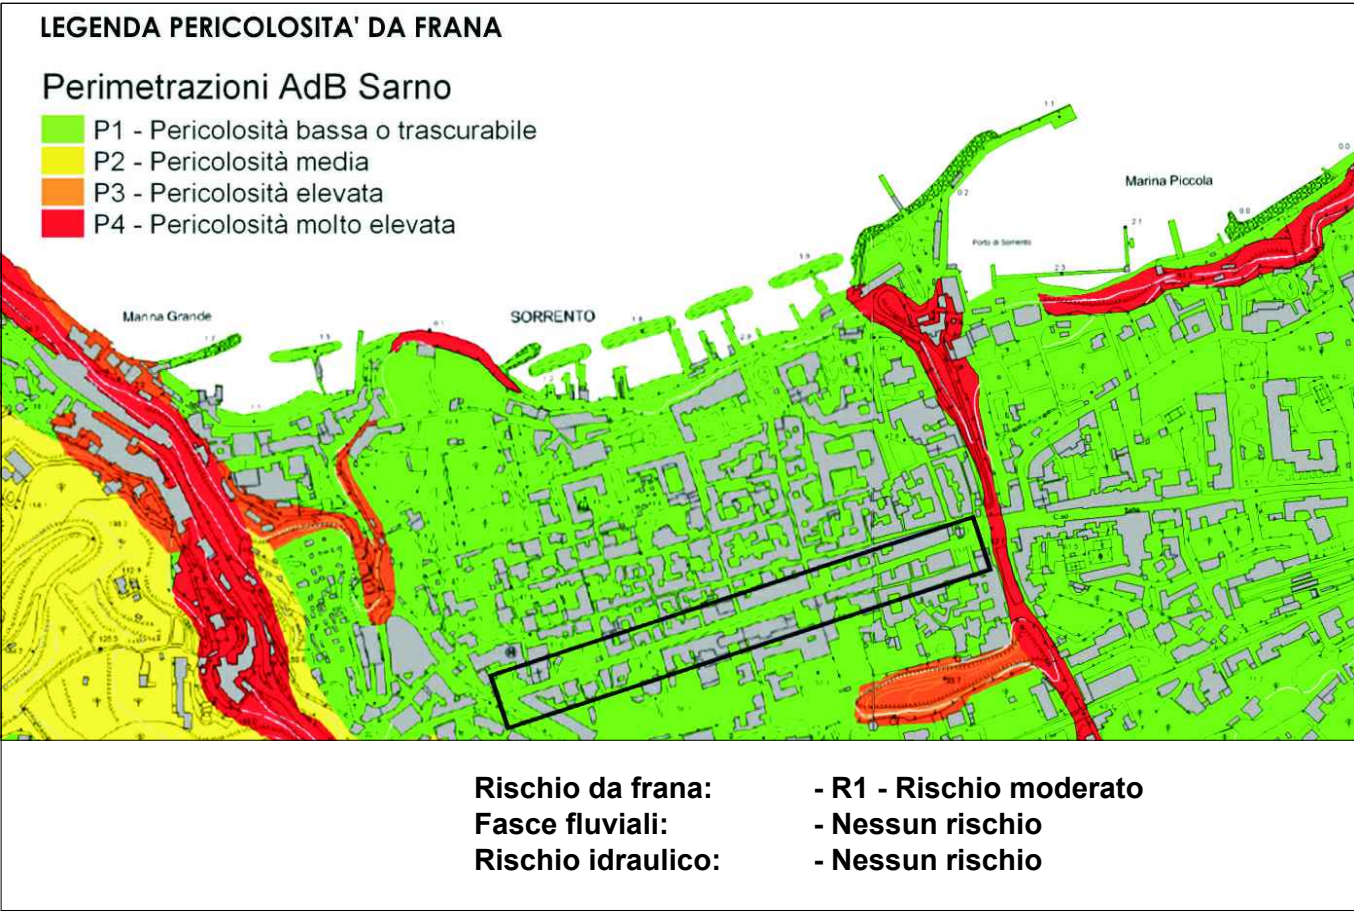 LEGENDA PERICOLOSITA' DA FRANA
Perimetrazioni AdB Sarno
P1 - Pericolosità bassa o trascurabile
P2 - Pericolosità media
P3 - Pericolosità elevata
P4 - Pericolosità molto elevata
Marina Piccola
Porto di Sorrento
Marina Grande
SORRENTO
Rischio da frana: - R1 - Rischio moderato
Fasce fluviali: - Nessun rischio
Rischio idraulico: - Nessun rischio